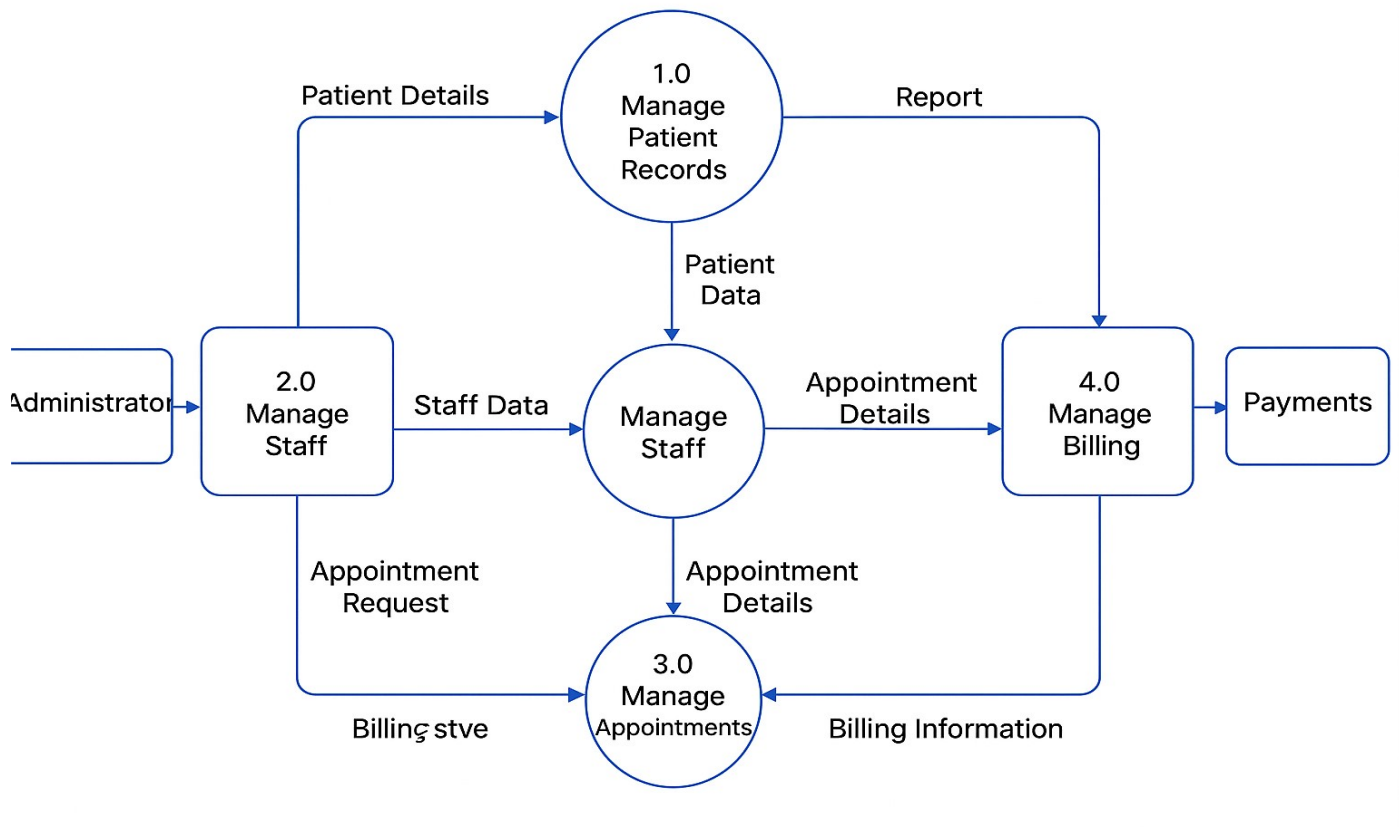 Patient Details
1.0
Manage
Patient
Records
Report
Patient
Data
Administrator
2.0
Manage
Staff
Staff Data
Manage
Staff
Appointment
Details
4.0
Manage
Billing
Payments
Appointment
Request
Appointment
Details
3.0
Manage
Appointments
stve
Billing Information